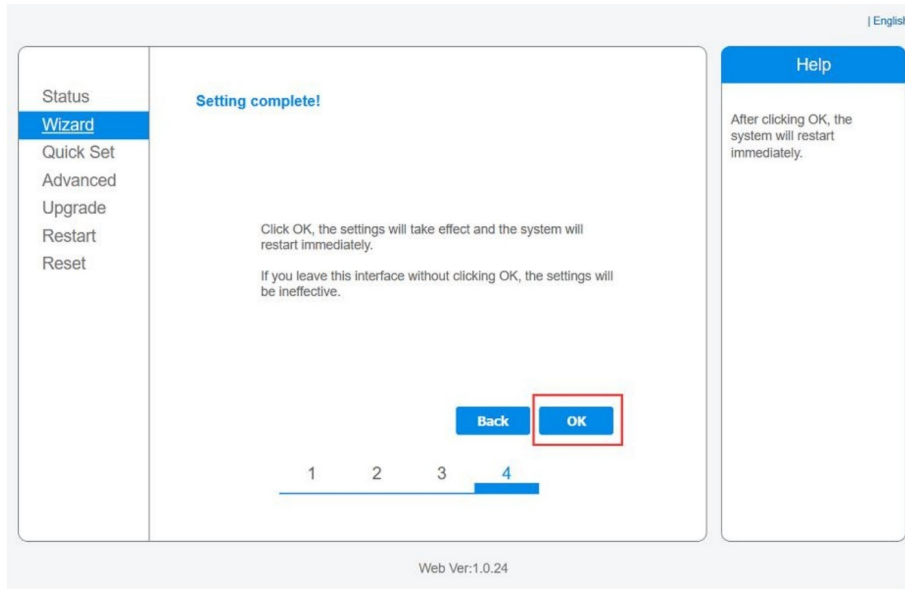 | English
Status
Wizard
Quick Set
Advanced
Upgrade
Restart
Reset
Setting complete!
Click OK, the settings will take effect and the system will
restart immediately.
If you leave this interface without clicking OK, the settings will
be ineffective.
Back
OK
1 2 3 4
Help
After clicking OK, the
system will restart
immediately.
Web Ver:1.0.24